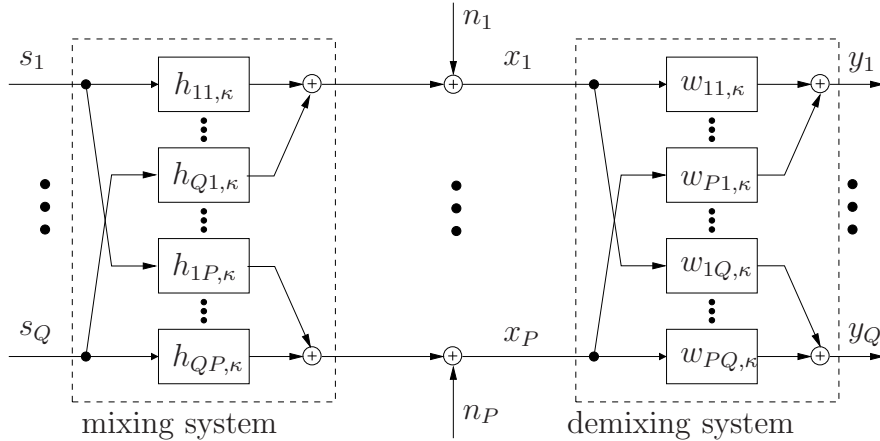 n_1
s_1 h_{11,κ} x_1 w_{11,κ} y_1
h_{Q1,κ} w_{P1,κ}
h_{1P,κ} w_{1Q,κ}
s_Q h_{QP,κ} x_P w_{PQ,κ} y_Q
n_P
mixing system demixing system